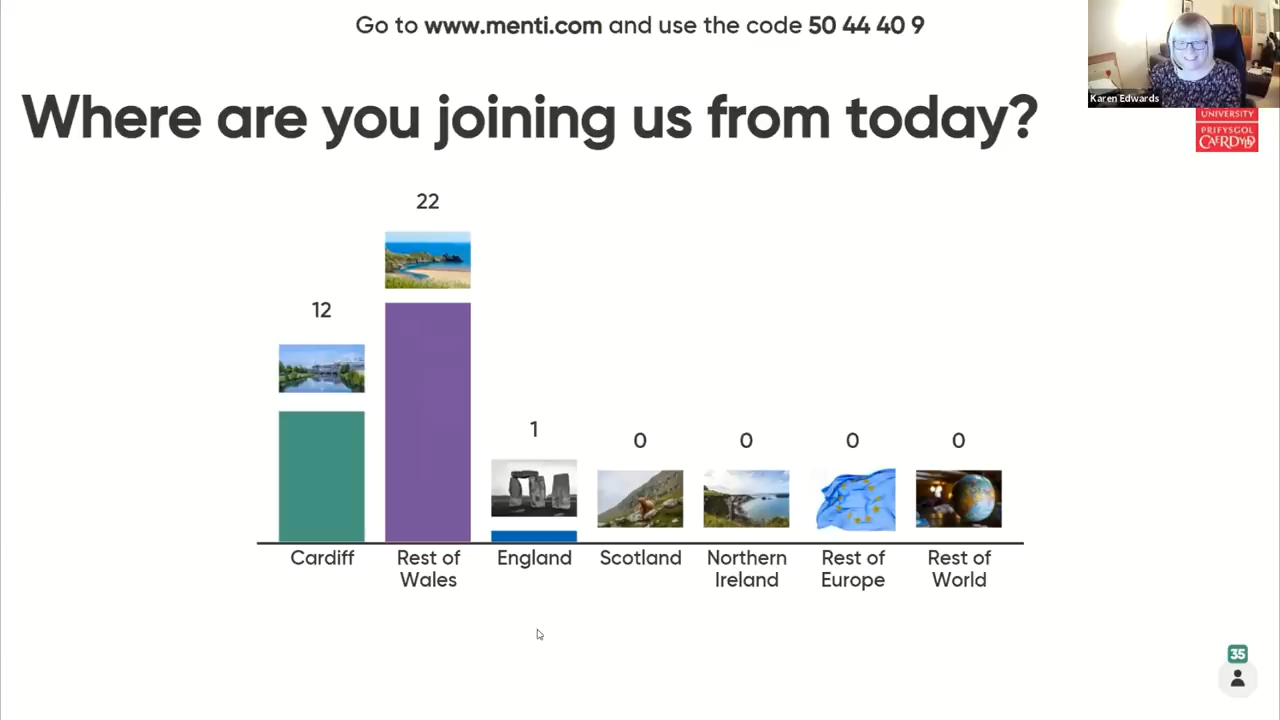 Go to www.menti.com and use the code 50 44 40 9
Karen Edwards
UNIVERSITY
PRIFYSGOL
CAERDYDD
Where are you joining us from today?
22
12
1
0
0
0
0
Cardiff
Rest of
Wales
England
Scotland
Northern
Ireland
Rest of
Europe
Rest of
World
35